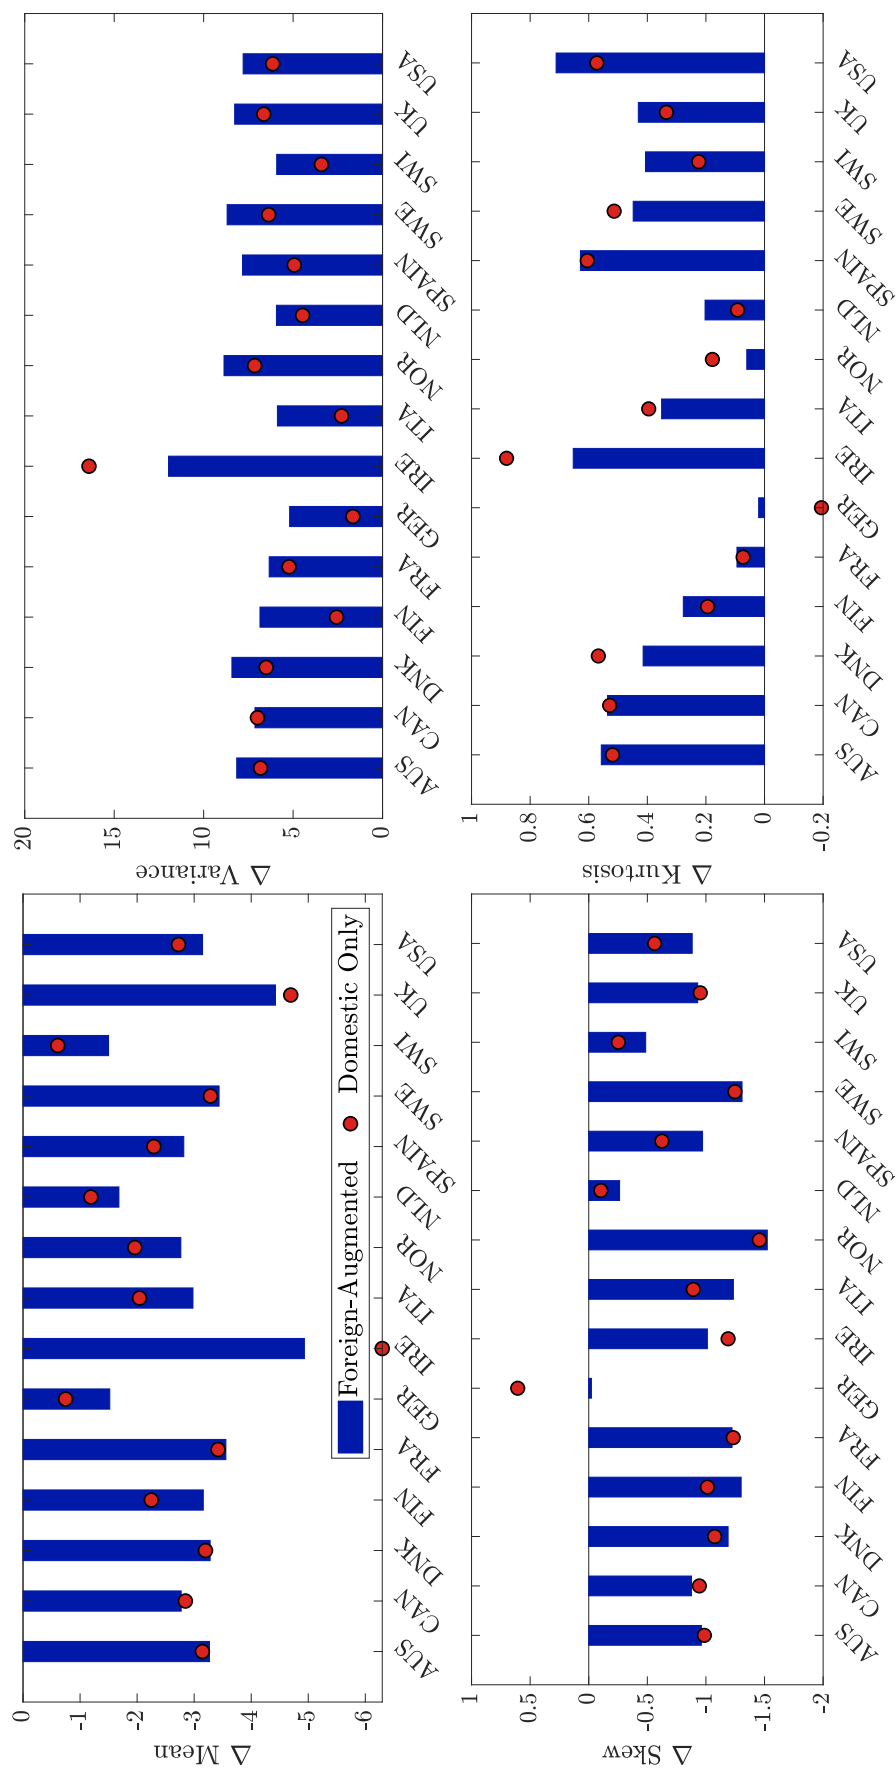 Δ Mean
0
-1
-2
-3
-4
-5
-6
AUS
CAN
DNK
FIN
FRA
GER
IRE
ITA
NOR
NLD
SPAIN
SWE
SWI
UK
USA
Foreign-Augmented
Domestic Only
Δ Variance
20
15
10
5
0
AUS
CAN
DNK
FIN
FRA
GER
IRE
ITA
NOR
NLD
SPAIN
SWE
SWI
UK
USA
Δ Skew
1
0.5
0
-0.5
-1
-1.5
-2
AUS
CAN
DNK
FIN
FRA
GER
IRE
ITA
NOR
NLD
SPAIN
SWE
SWI
UK
USA
Δ Kurtosis
1
0.8
0.6
0.4
0.2
0
-0.2
AUS
CAN
DNK
FIN
FRA
GER
IRE
ITA
NOR
NLD
SPAIN
SWE
SWI
UK
USA